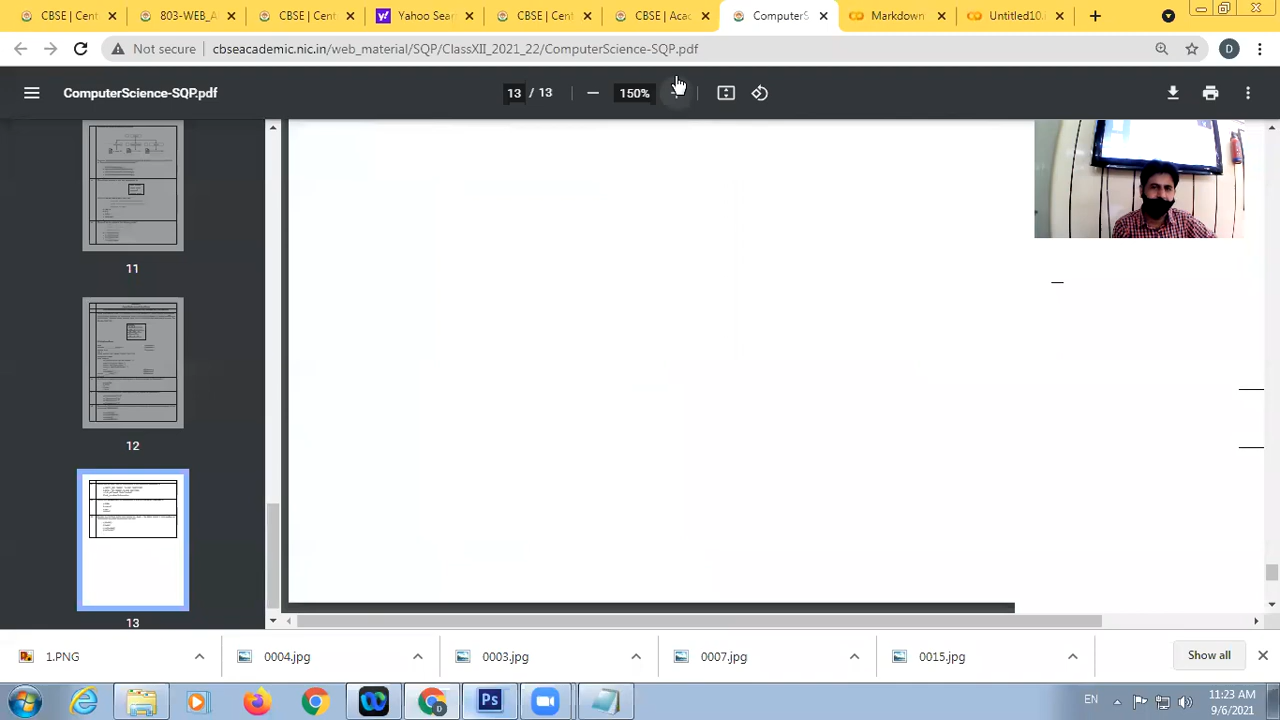 CBSE | Cent
803-WEB_A
CBSE | Cent
Yahoo Sear
CBSE | Cent
CBSE | Acad
ComputerS
Markdown
Untitled10.i
Not secure
cbseacademic.nic.in/web_material/SQP/ClassXII_2021_22/ComputerScience-SQP.pdf
D
ComputerScience-SQP.pdf
13 / 13
150%
11
12
13
1.PNG
0004.jpg
0003.jpg
0007.jpg
0015.jpg
Show all
Ps
D
EN
11:23 AM
9/6/2021